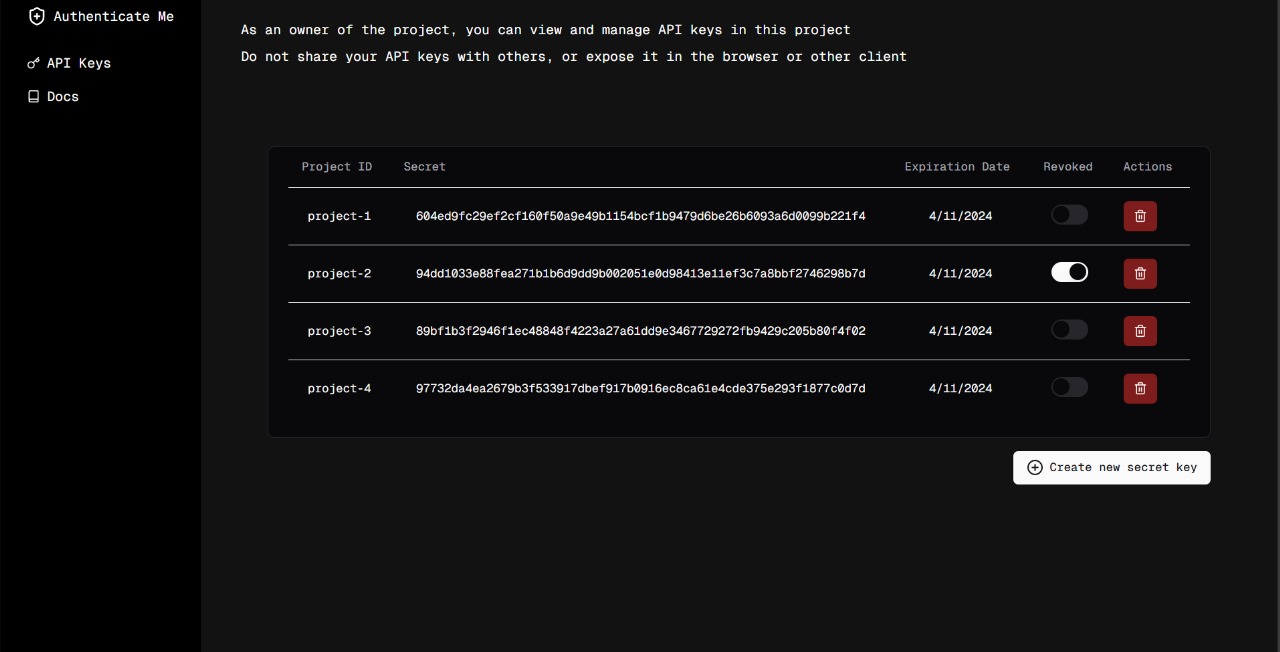 Authenticate Me
API Keys
Docs
As an owner of the project, you can view and manage API keys in this project
Do not share your API keys with others, or expose it in the browser or other client
Project ID Secret Expiration Date Revoked Actions
project-1 604ed9fc29ef2cf160f50a9e49b1154bcf1b9479d6be26b6093a6d0099b221f4 4/11/2024
project-2 94dd1033e88fea271b1b6d9dd9b002051e0d98413e11ef3c7a8bbf2746298b7d 4/11/2024
project-3 89bf1b3f2946f1ec48848f4223a27a61dd9e3467729272fb9429c205b80f4f02 4/11/2024
project-4 97732da4ea2679b3f533917dbef917b0916ec8ca61e4cde375e293f1877c0d7d 4/11/2024
Create new secret key